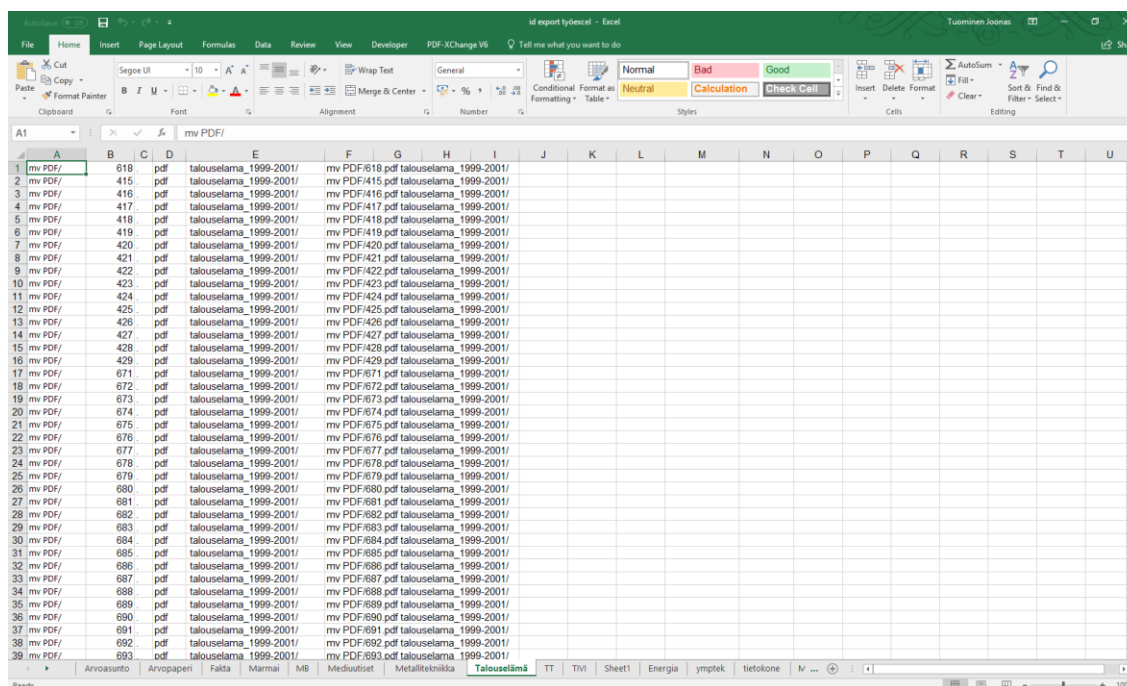 AutoSave Off
id export työexcel - Excel
Tuominen Joonas
File Home Insert Page Layout Formulas Data Review View Developer PDF-XChange V6 Tell me what you want to do
Cut
Copy
Format Painter
Paste
Clipboard
Segoe UI 10
B I U
Font
Wrap Text
Merge & Center
Alignment
General
Number
Conditional Formatting
Format as Table
Normal Bad Good
Neutral Calculation Check Cell
Styles
Insert Delete Format
Cells
AutoSum
Fill
Clear
Sort & Filter
Find & Select
Editing
A1 fx mv PDF/
A B C D E F G H I J K L M N O P Q R S T U
1 mv PDF/ 618 . pdf talouselama_1999-2001/ mv PDF/618.pdf talouselama_1999-2001/
2 mv PDF/ 415 . pdf talouselama_1999-2001/ mv PDF/415.pdf talouselama_1999-2001/
3 mv PDF/ 416 . pdf talouselama_1999-2001/ mv PDF/416.pdf talouselama_1999-2001/
4 mv PDF/ 417 . pdf talouselama_1999-2001/ mv PDF/417.pdf talouselama_1999-2001/
5 mv PDF/ 418 . pdf talouselama_1999-2001/ mv PDF/418.pdf talouselama_1999-2001/
6 mv PDF/ 419 . pdf talouselama_1999-2001/ mv PDF/419.pdf talouselama_1999-2001/
7 mv PDF/ 420 . pdf talouselama_1999-2001/ mv PDF/420.pdf talouselama_1999-2001/
8 mv PDF/ 421 . pdf talouselama_1999-2001/ mv PDF/421.pdf talouselama_1999-2001/
9 mv PDF/ 422 . pdf talouselama_1999-2001/ mv PDF/422.pdf talouselama_1999-2001/
10 mv PDF/ 423 . pdf talouselama_1999-2001/ mv PDF/423.pdf talouselama_1999-2001/
11 mv PDF/ 424 . pdf talouselama_1999-2001/ mv PDF/424.pdf talouselama_1999-2001/
12 mv PDF/ 425 . pdf talouselama_1999-2001/ mv PDF/425.pdf talouselama_1999-2001/
13 mv PDF/ 426 . pdf talouselama_1999-2001/ mv PDF/426.pdf talouselama_1999-2001/
14 mv PDF/ 427 . pdf talouselama_1999-2001/ mv PDF/427.pdf talouselama_1999-2001/
15 mv PDF/ 428 . pdf talouselama_1999-2001/ mv PDF/428.pdf talouselama_1999-2001/
16 mv PDF/ 429 . pdf talouselama_1999-2001/ mv PDF/429.pdf talouselama_1999-2001/
17 mv PDF/ 671 . pdf talouselama_1999-2001/ mv PDF/671.pdf talouselama_1999-2001/
18 mv PDF/ 672 . pdf talouselama_1999-2001/ mv PDF/672.pdf talouselama_1999-2001/
19 mv PDF/ 673 . pdf talouselama_1999-2001/ mv PDF/673.pdf talouselama_1999-2001/
20 mv PDF/ 674 . pdf talouselama_1999-2001/ mv PDF/674.pdf talouselama_1999-2001/
21 mv PDF/ 675 . pdf talouselama_1999-2001/ mv PDF/675.pdf talouselama_1999-2001/
22 mv PDF/ 676 . pdf talouselama_1999-2001/ mv PDF/676.pdf talouselama_1999-2001/
23 mv PDF/ 677 . pdf talouselama_1999-2001/ mv PDF/677.pdf talouselama_1999-2001/
24 mv PDF/ 678 . pdf talouselama_1999-2001/ mv PDF/678.pdf talouselama_1999-2001/
25 mv PDF/ 679 . pdf talouselama_1999-2001/ mv PDF/679.pdf talouselama_1999-2001/
26 mv PDF/ 680 . pdf talouselama_1999-2001/ mv PDF/680.pdf talouselama_1999-2001/
27 mv PDF/ 681 . pdf talouselama_1999-2001/ mv PDF/681.pdf talouselama_1999-2001/
28 mv PDF/ 682 . pdf talouselama_1999-2001/ mv PDF/682.pdf talouselama_1999-2001/
29 mv PDF/ 683 . pdf talouselama_1999-2001/ mv PDF/683.pdf talouselama_1999-2001/
30 mv PDF/ 684 . pdf talouselama_1999-2001/ mv PDF/684.pdf talouselama_1999-2001/
31 mv PDF/ 685 . pdf talouselama_1999-2001/ mv PDF/685.pdf talouselama_1999-2001/
32 mv PDF/ 686 . pdf talouselama_1999-2001/ mv PDF/686.pdf talouselama_1999-2001/
33 mv PDF/ 687 . pdf talouselama_1999-2001/ mv PDF/687.pdf talouselama_1999-2001/
34 mv PDF/ 688 . pdf talouselama_1999-2001/ mv PDF/688.pdf talouselama_1999-2001/
35 mv PDF/ 689 . pdf talouselama_1999-2001/ mv PDF/689.pdf talouselama_1999-2001/
36 mv PDF/ 690 . pdf talouselama_1999-2001/ mv PDF/690.pdf talouselama_1999-2001/
37 mv PDF/ 691 . pdf talouselama_1999-2001/ mv PDF/691.pdf talouselama_1999-2001/
38 mv PDF/ 692 . pdf talouselama_1999-2001/ mv PDF/692.pdf talouselama_1999-2001/
39 mv PDF/ 693 . pdf talouselama_1999-2001/ mv PDF/693.pdf talouselama_1999-2001/
Arvoasunto Arvopaperi Fakta Marmai MB Mediuutiset Metallitekniikka Talouselämä TT TIVI Sheet1 Energia ymptek tietokone